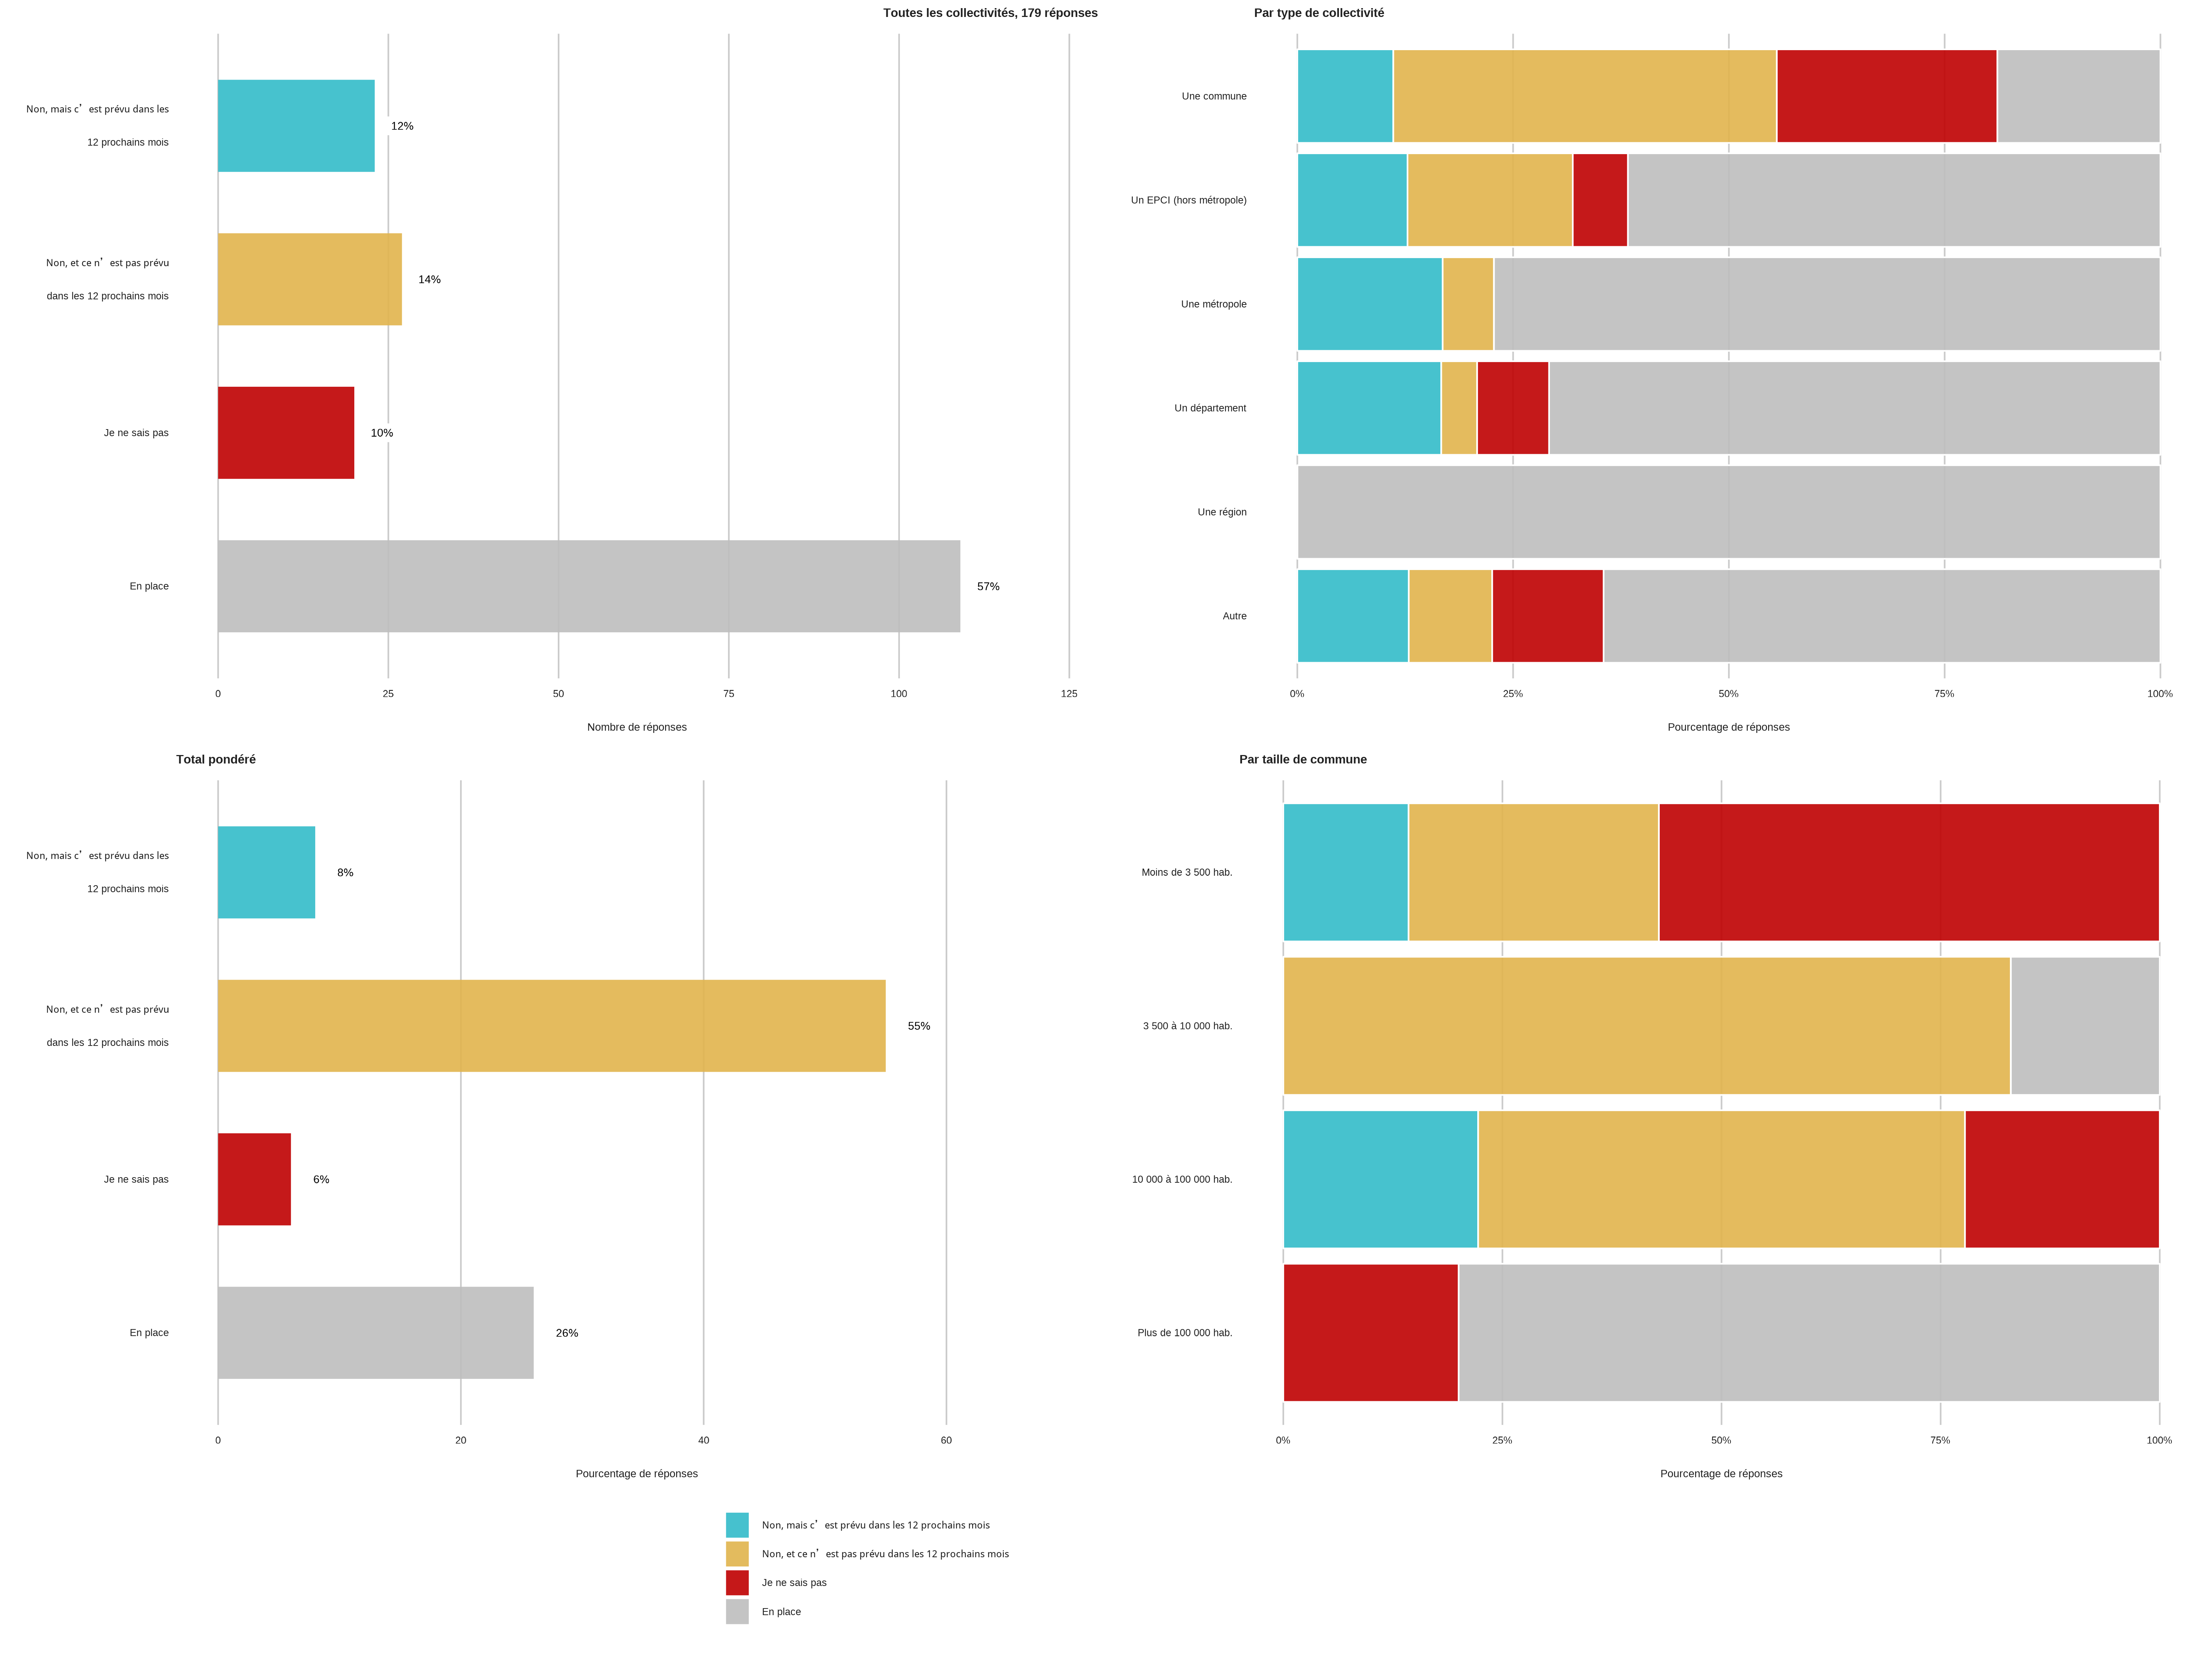 Toutes les collectivités, 179 réponses
Non, mais c’est prévu dans les
12 prochains mois
12%
Non, et ce n’est pas prévu
dans les 12 prochains mois
14%
Je ne sais pas
10%
En place
57%
0 25 50 75 100 125
Nombre de réponses
Par type de collectivité
Une commune
Un EPCI (hors métropole)
Une métropole
Un département
Une région
Autre
0% 25% 50% 75% 100%
Pourcentage de réponses
Total pondéré
Non, mais c’est prévu dans les
12 prochains mois
8%
Non, et ce n’est pas prévu
dans les 12 prochains mois
55%
Je ne sais pas
6%
En place
26%
0 20 40 60
Pourcentage de réponses
Par taille de commune
Moins de 3 500 hab.
3 500 à 10 000 hab.
10 000 à 100 000 hab.
Plus de 100 000 hab.
0% 25% 50% 75% 100%
Pourcentage de réponses
Non, mais c’est prévu dans les 12 prochains mois
Non, et ce n’est pas prévu dans les 12 prochains mois
Je ne sais pas
En place